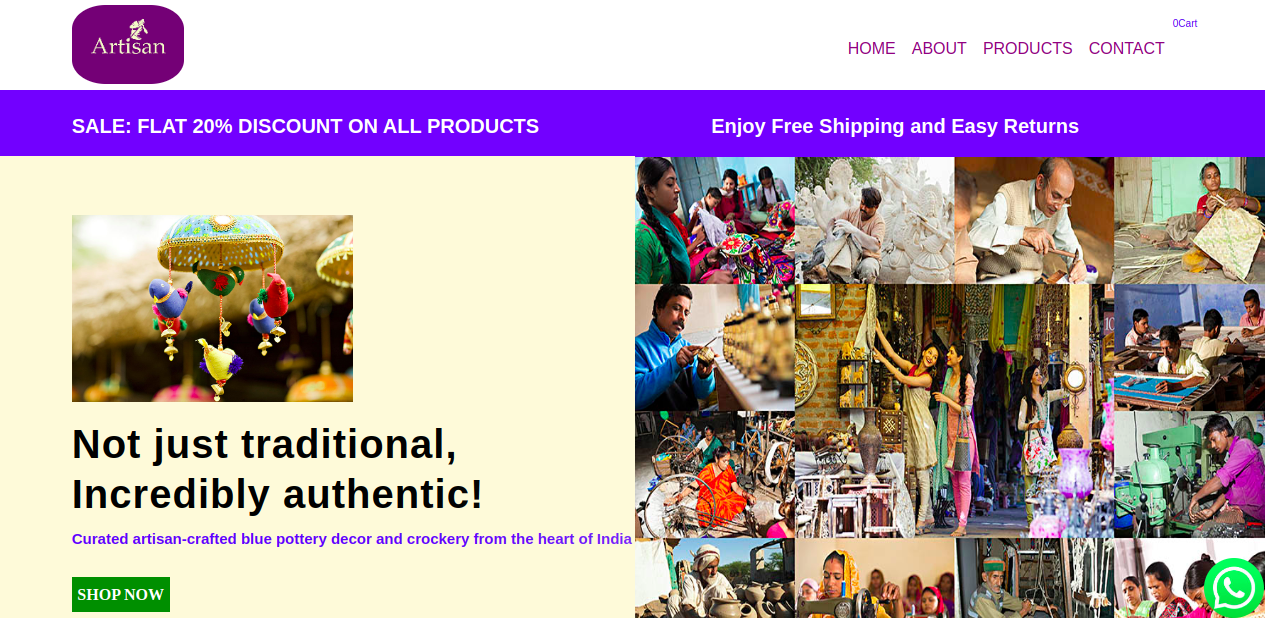 Artisan
0Cart
HOME ABOUT PRODUCTS CONTACT
SALE: FLAT 20% DISCOUNT ON ALL PRODUCTS
Enjoy Free Shipping and Easy Returns
Not just traditional,
Incredibly authentic!
Curated artisan-crafted blue pottery decor and crockery from the heart of India
SHOP NOW